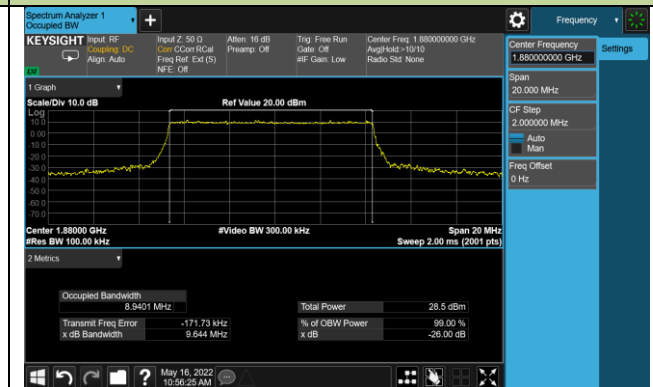 Spectrum Analyzer 1
Occupied BW
Frequency
KEYSIGHT
Input: RF
Coupling: DC
Align: Auto
Input Z: 50 Ω
Corr CCorr RCal
Freq Ref: Ext (S)
NFE: Off
Atten: 16 dB
Preamp: Off
Trig: Free Run
Gate: Off
#IF Gain: Low
Center Freq: 1.880000000 GHz
Avg|Hold:>10/10
Radio Std: None
LV
1 Graph
Scale/Div 10.0 dB
Ref Value 20.00 dBm
Log
10.0
0.00
-10.0
-20.0
-30.0
-40.0
-50.0
-60.0
-70.0
Center 1.88000 GHz
#Video BW 300.00 kHz
Span 20 MHz
#Res BW 100.00 kHz
Sweep 2.00 ms (2001 pts)
2 Metrics
Occupied Bandwidth
8.9401 MHz
Total Power
28.5 dBm
Transmit Freq Error
-171.73 kHz
% of OBW Power
99.00 %
x dB Bandwidth
9.644 MHz
x dB
-26.00 dB
Center Frequency
1.880000000 GHz
Settings
Span
20.000 MHz
CF Step
2.000000 MHz
Auto
Man
Freq Offset
0 Hz
?
May 16, 2022
10:56:25 AM